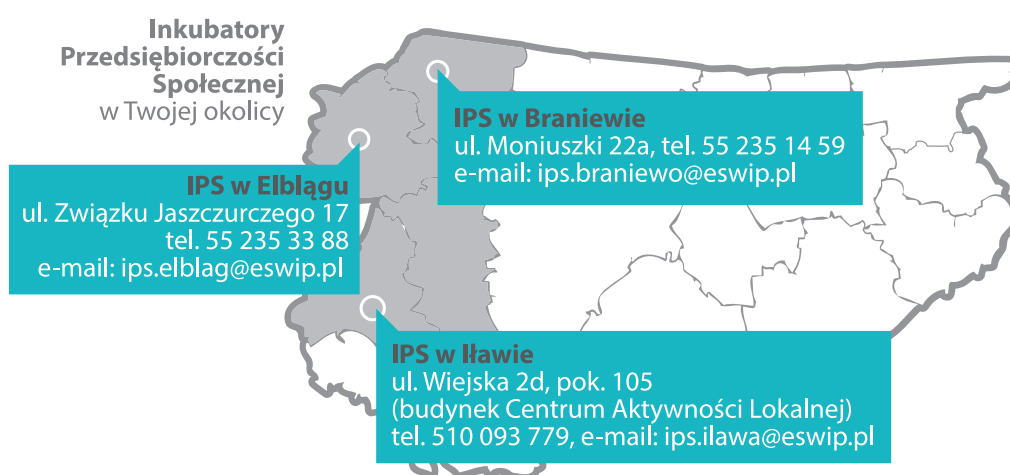 Inkubatory
Przedsiębiorczości
Społecznej
w Twojej okolicy
IPS w Braniewie
ul. Moniuszki 22a, tel. 55 235 14 59
e-mail: ips.braniewo@eswip.pl
IPS w Elblągu
ul. Związku Jaszczurczego 17
tel. 55 235 33 88
e-mail: ips.elblag@eswip.pl
IPS w Iławie
ul. Wiejska 2d, pok. 105
(budynek Centrum Aktywności Lokalnej)
tel. 510 093 779, e-mail: ips.ilawa@eswip.pl